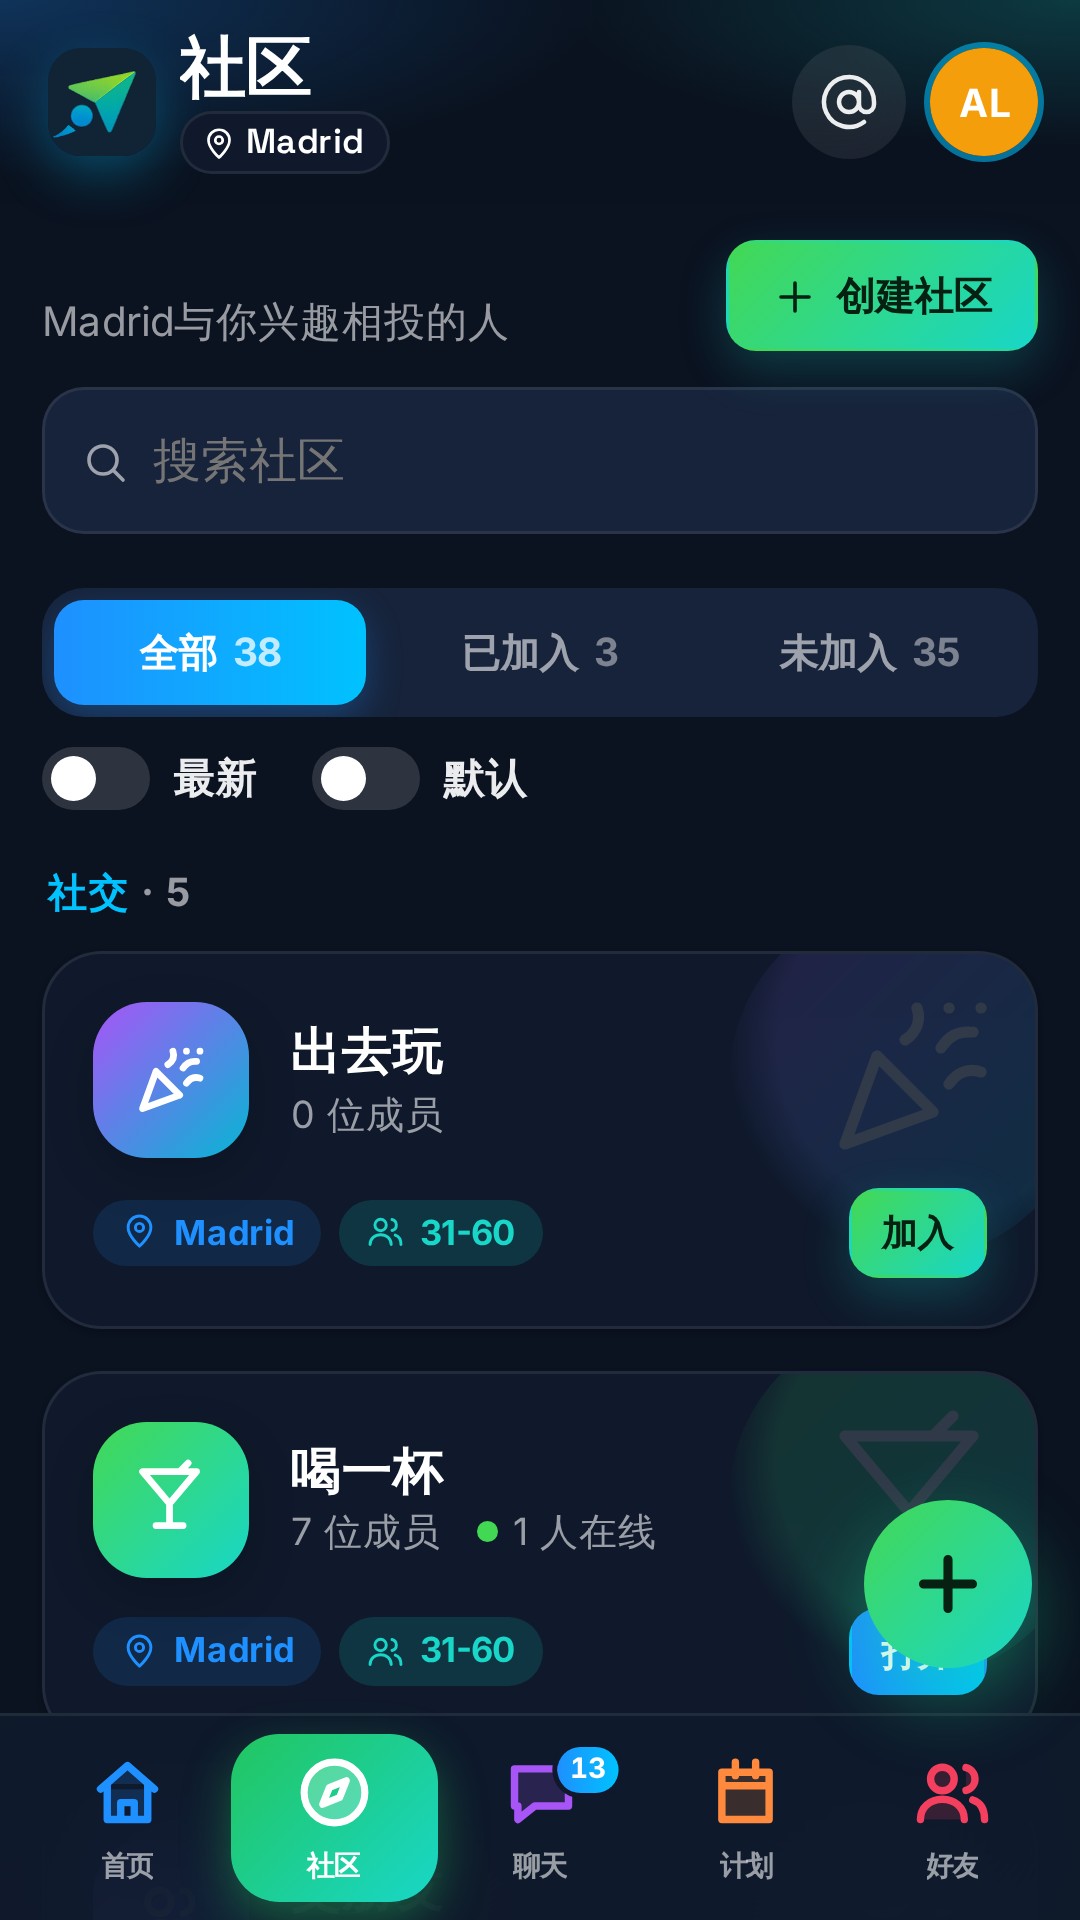 社区
Madrid
AL
创建社区
Madrid与你兴趣相投的人
搜索社区
全部 38
已加入 3
未加入 35
最新
默认
社交 · 5
出去玩
0 位成员
Madrid
31-60
加入
喝一杯
7 位成员
1 人在线
Madrid
31-60
13
首页
社区
聊天
计划
好友